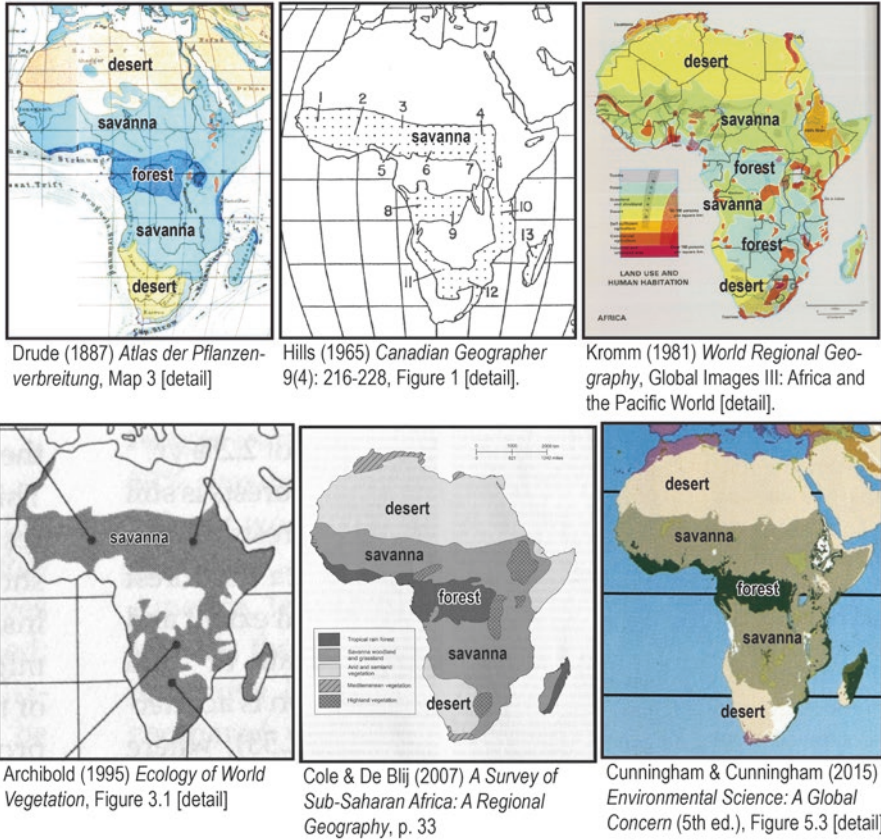 desert
savanna
forest
savanna
desert
Drude (1887) Atlas der Pflanzen-
verbreitung, Map 3 [detail]
1
2
3
4
savanna
5
6
7
8
9
10
11
12
13
Hills (1965) Canadian Geographer
9(4): 216-228, Figure 1 [detail].
desert
savanna
forest
savanna
forest
desert
LAND USE AND
HUMAN HABITATION
AFRICA
Kromm (1981) World Regional Geo-
graphy, Global Images III: Africa and
the Pacific World [detail].
savanna
Archibold (1995) Ecology of World
Vegetation, Figure 3.1 [detail]
desert
savanna
forest
savanna
desert
Tropical rain forest
Savanna woodland
and grassland
Arid and semiarid
vegetation
Mediterranean vegetation
Highland vegetation
Cole & De Blij (2007) A Survey of
Sub-Saharan Africa: A Regional
Geography, p. 33
desert
savanna
forest
savanna
desert
Cunningham & Cunningham (2015)
Environmental Science: A Global
Concern (5th ed.), Figure 5.3 [detail]